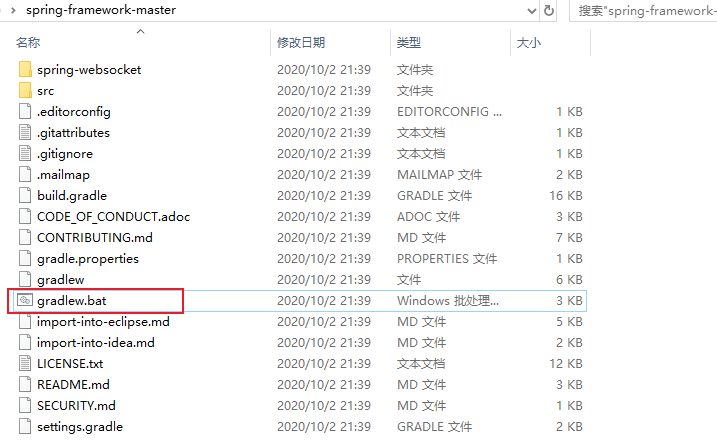 spring-framework-master
搜索"spring-framework-
名称 修改日期 类型 大小
spring-websocket 2020/10/2 21:39 文件夹
src 2020/10/2 21:39 文件夹
.editorconfig 2020/10/2 21:39 EDITORCONFIG ... 1 KB
.gitattributes 2020/10/2 21:39 文本文档 1 KB
.gitignore 2020/10/2 21:39 文本文档 1 KB
.mailmap 2020/10/2 21:39 MAILMAP 文件 2 KB
build.gradle 2020/10/2 21:39 GRADLE 文件 16 KB
CODE_OF_CONDUCT.adoc 2020/10/2 21:39 ADOC 文件 3 KB
CONTRIBUTING.md 2020/10/2 21:39 MD 文件 7 KB
gradle.properties 2020/10/2 21:39 PROPERTIES 文件 1 KB
gradlew 2020/10/2 21:39 文件 6 KB
gradlew.bat 2020/10/2 21:39 Windows 批处理... 3 KB
import-into-eclipse.md 2020/10/2 21:39 MD 文件 5 KB
import-into-idea.md 2020/10/2 21:39 MD 文件 2 KB
LICENSE.txt 2020/10/2 21:39 文本文档 12 KB
README.md 2020/10/2 21:39 MD 文件 3 KB
SECURITY.md 2020/10/2 21:39 MD 文件 1 KB
settings.gradle 2020/10/2 21:39 GRADLE 文件 2 KB